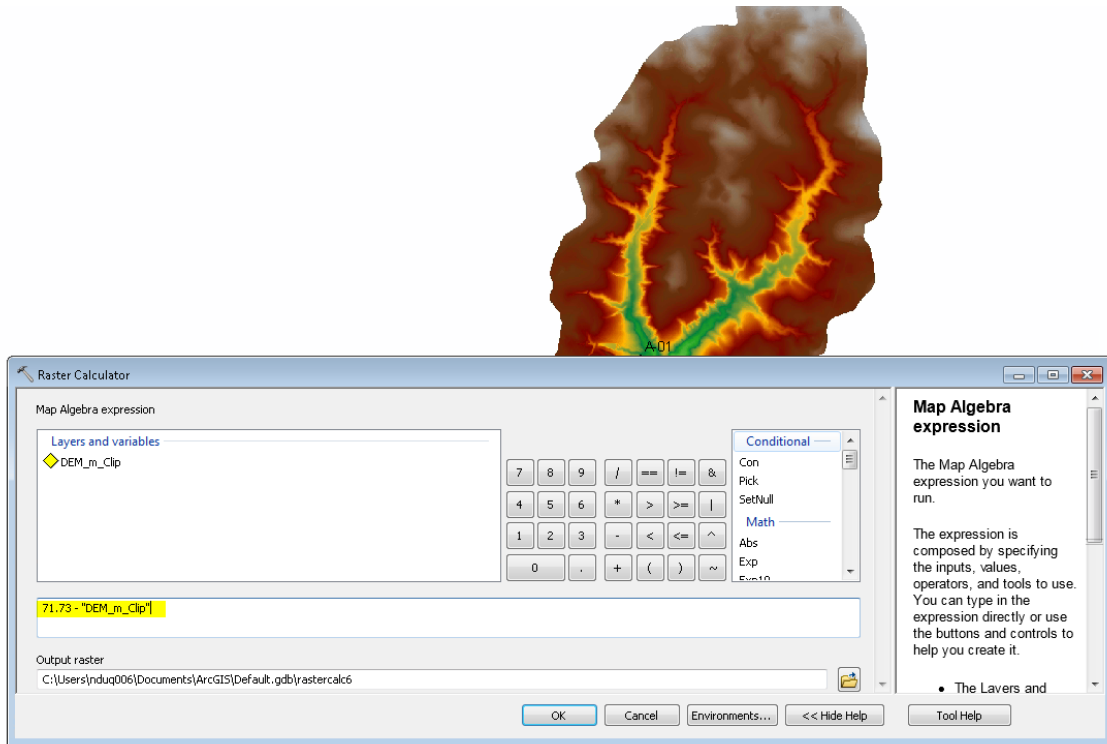 A-01
Raster Calculator
Map Algebra expression
Layers and variables
DEM_m_Clip
7 8 9 / == != &
4 5 6 * > >= |
1 2 3 - < <= ^
0 . + ( ) ~
Conditional
Con
Pick
SetNull
Math
Abs
Exp
Exp10
71.73 - "DEM_m_Clip"
Output raster
C:\Users\nduq006\Documents\ArcGIS\Default.gdb\rastercalc6
OK Cancel Environments... << Hide Help Tool Help
Map Algebra
expression
The Map Algebra
expression you want to
run.
The expression is
composed by specifying
the inputs, values,
operators, and tools to use.
You can type in the
expression directly or use
the buttons and controls to
help you create it.
• The Layers and